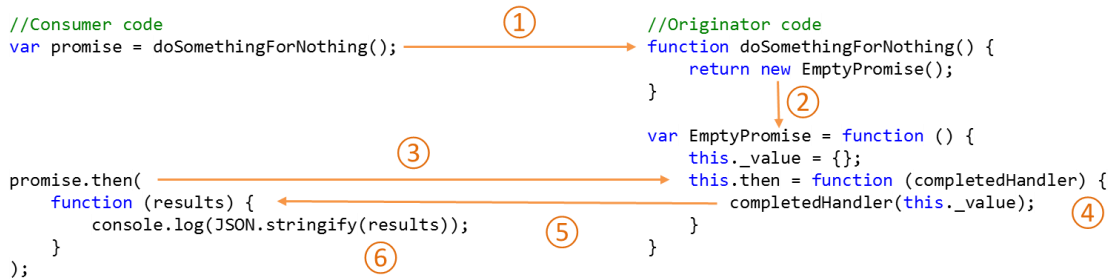 //Consumer code
var promise = doSomethingForNothing();
①
//Originator code
function doSomethingForNothing() {
return new EmptyPromise();
}
②
var EmptyPromise = function () {
this._value = {};
this.then = function (completedHandler) {
completedHandler(this._value);
}
}
③
④
promise.then(
function (results) {
console.log(JSON.stringify(results));
}
);
⑤
⑥